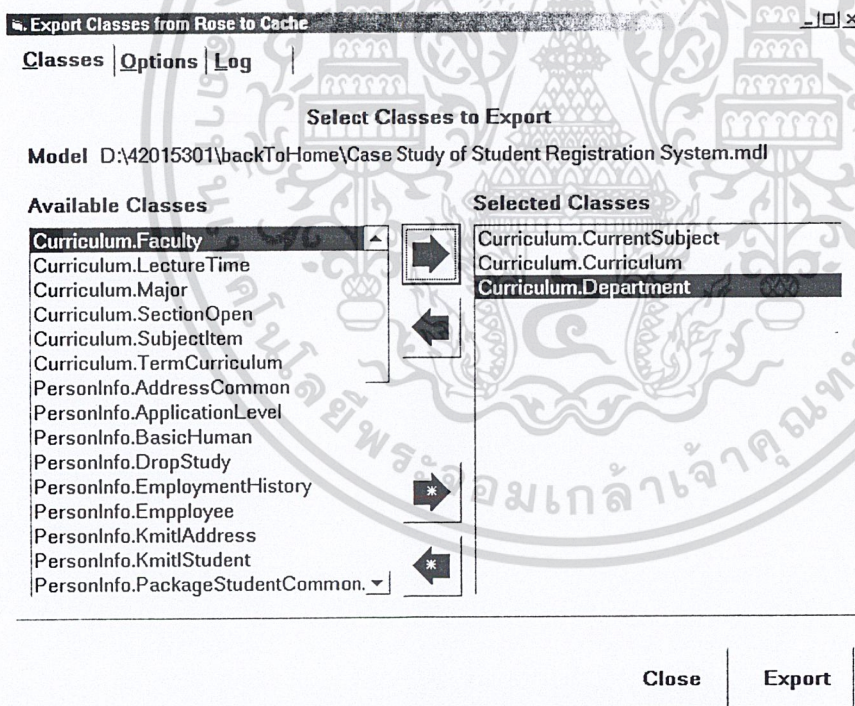 Export Classes from Rose to Cache
Classes Options Log
Select Classes to Export
Model D:\42015301\backToHome\Case Study of Student Registration System.mdl
Available Classes
Curriculum.Faculty
Curriculum.LectureTime
Curriculum.Major
Curriculum.SectionOpen
Curriculum.SubjectItem
Curriculum.TermCurriculum
PersonInfo.AddressCommon
PersonInfo.ApplicationLevel
PersonInfo.BasicHuman
PersonInfo.DropStudy
PersonInfo.EmploymentHistory
PersonInfo.Empployee
PersonInfo.KmitlAddress
PersonInfo.KmitlStudent
PersonInfo.PackageStudentCommon.
Selected Classes
Curriculum.CurrentSubject
Curriculum.Curriculum
Curriculum.Department
Close Export